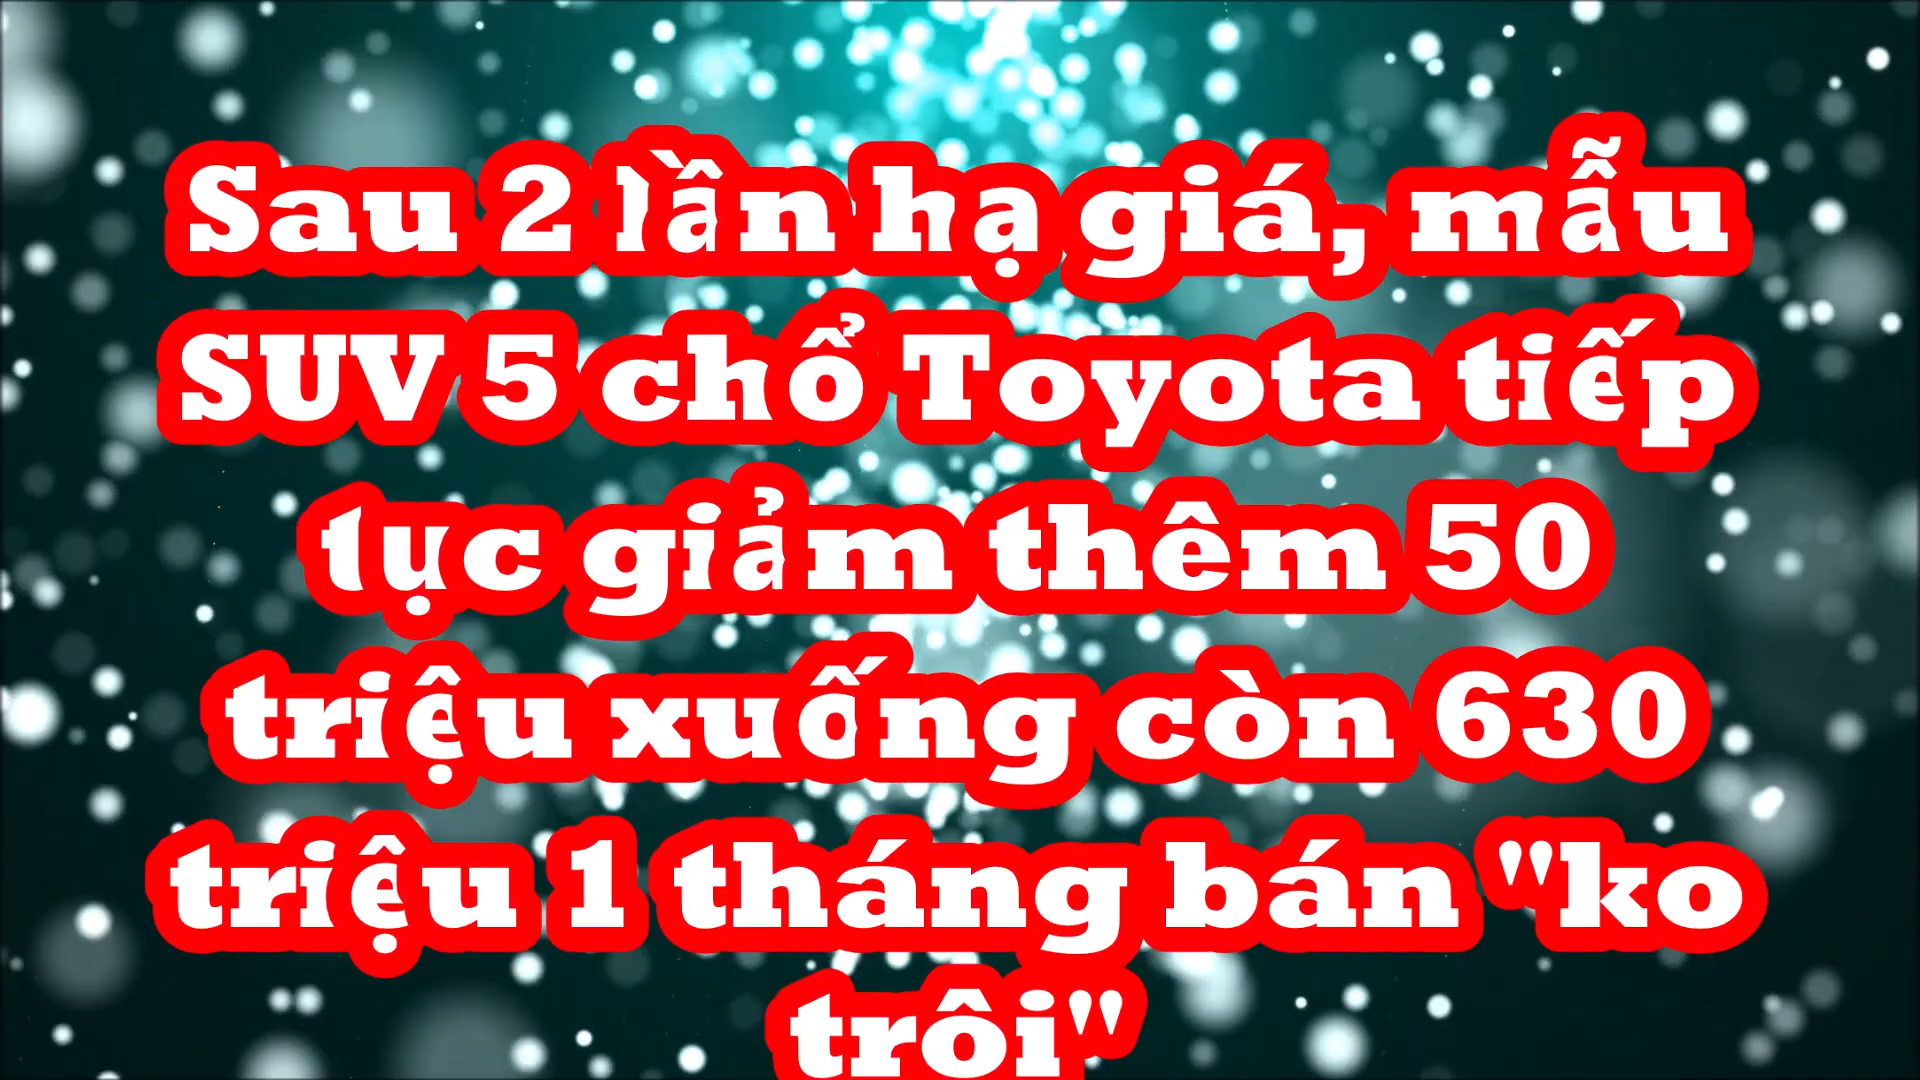 Sau 2 lần hạ giá, mẫu
SUV 5 chổ Toyota tiếp
tục giảm thêm 50
triệu xuống còn 630
triệu 1 tháng bán "ko
trôi"